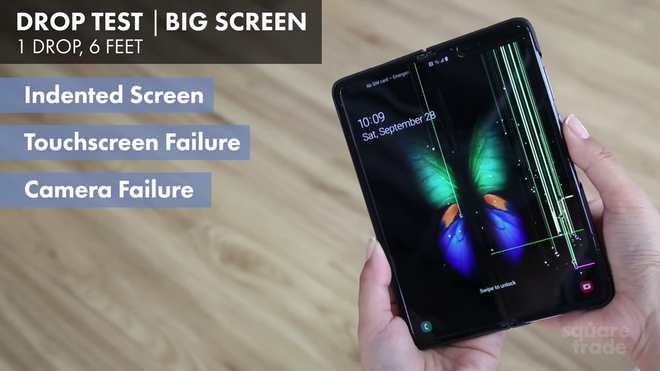 DROP TEST | BIG SCREEN
1 DROP, 6 FEET
Indented Screen
Touchscreen Failure
Camera Failure
No SIM card – Emergen
10:09
Sat, September 28
Swipe to unlock
square
trade